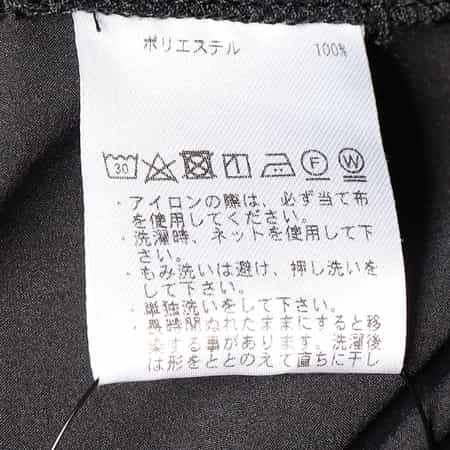 ポリエステル 100%
30 F W
・アイロンの際は、必ず当て布
を使用してください。
・洗濯時、ネットを使用して下
さい。
・もみ洗いは避け、押し洗いを
して下さい。
・単独洗いをして下さい。
・長時間ぬれたままにすると移
染する事があります。洗濯後
は形をととのえて直ちに干し